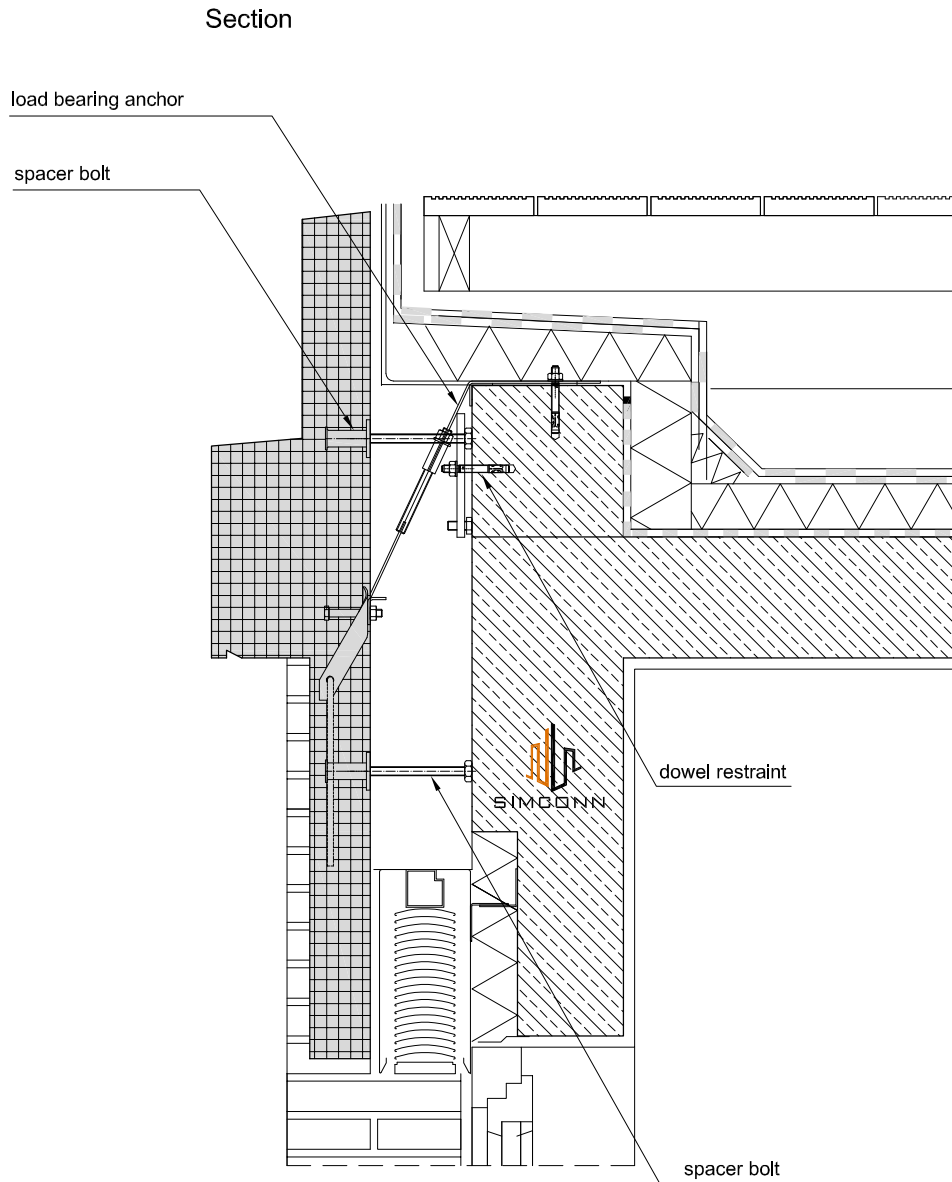 Section
load bearing anchor
spacer bolt
SIMCONN
dowel restraint
spacer bolt